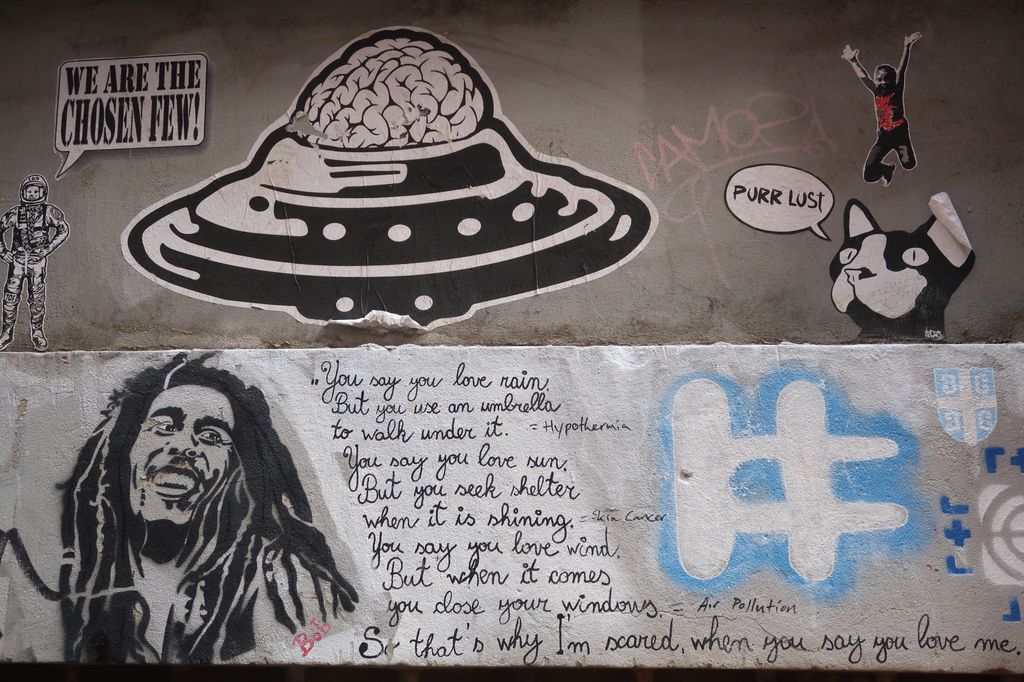 WE ARE THE
CHOSEN FEW!
PURR LUST
„You say you love rain.
But you use an umbrella
to walk under it. = Hypothermia
You say you love sun.
But you seek shelter
when it is shining. = Skin Cancer
You say you love wind.
But when it comes
you close your windows. = Air Pollution
So that's why I'm scared, when you say you love me.
Bob
#